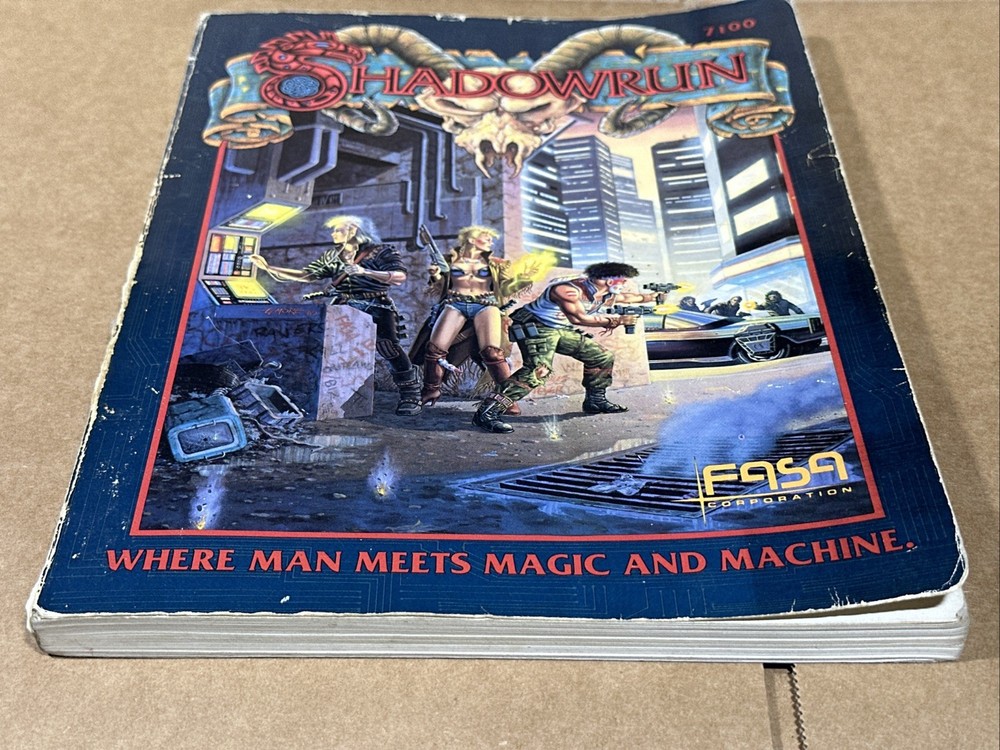 7100
SHADOWRUN
FASA
CORPORATION
WHERE MAN MEETS MAGIC AND MACHINE.